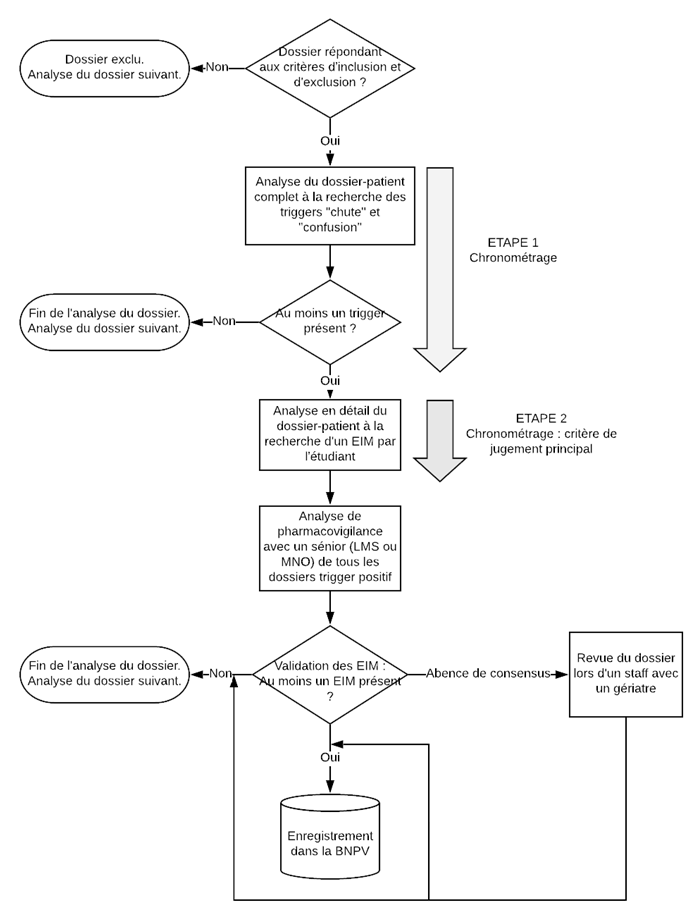 Dossier répondant
aux critères d'inclusion et
d'exclusion ?
Non
Dossier exclu.
Analyse du dossier suivant.
Oui
Analyse du dossier-patient
complet à la recherche des
triggers "chute" et
"confusion"
ETAPE 1
Chronométrage
Au moins un trigger
présent ?
Non
Fin de l'analyse du dossier.
Analyse du dossier suivant.
Oui
Analyse en détail du
dossier-patient à la
recherche d'un EIM par
l'étudiant
ETAPE 2
Chronométrage : critère de
jugement principal
Analyse de
pharmacovigilance
avec un sénior (LMS ou
MNO) de tous les
dossiers trigger positif
Validation des EIM :
Au moins un EIM présent
?
Non
Fin de l'analyse du dossier.
Analyse du dossier suivant.
Abence de consensus
Revue du dossier
lors d'un staff avec
un gériatre
Oui
Enregistrement
dans la BNPV